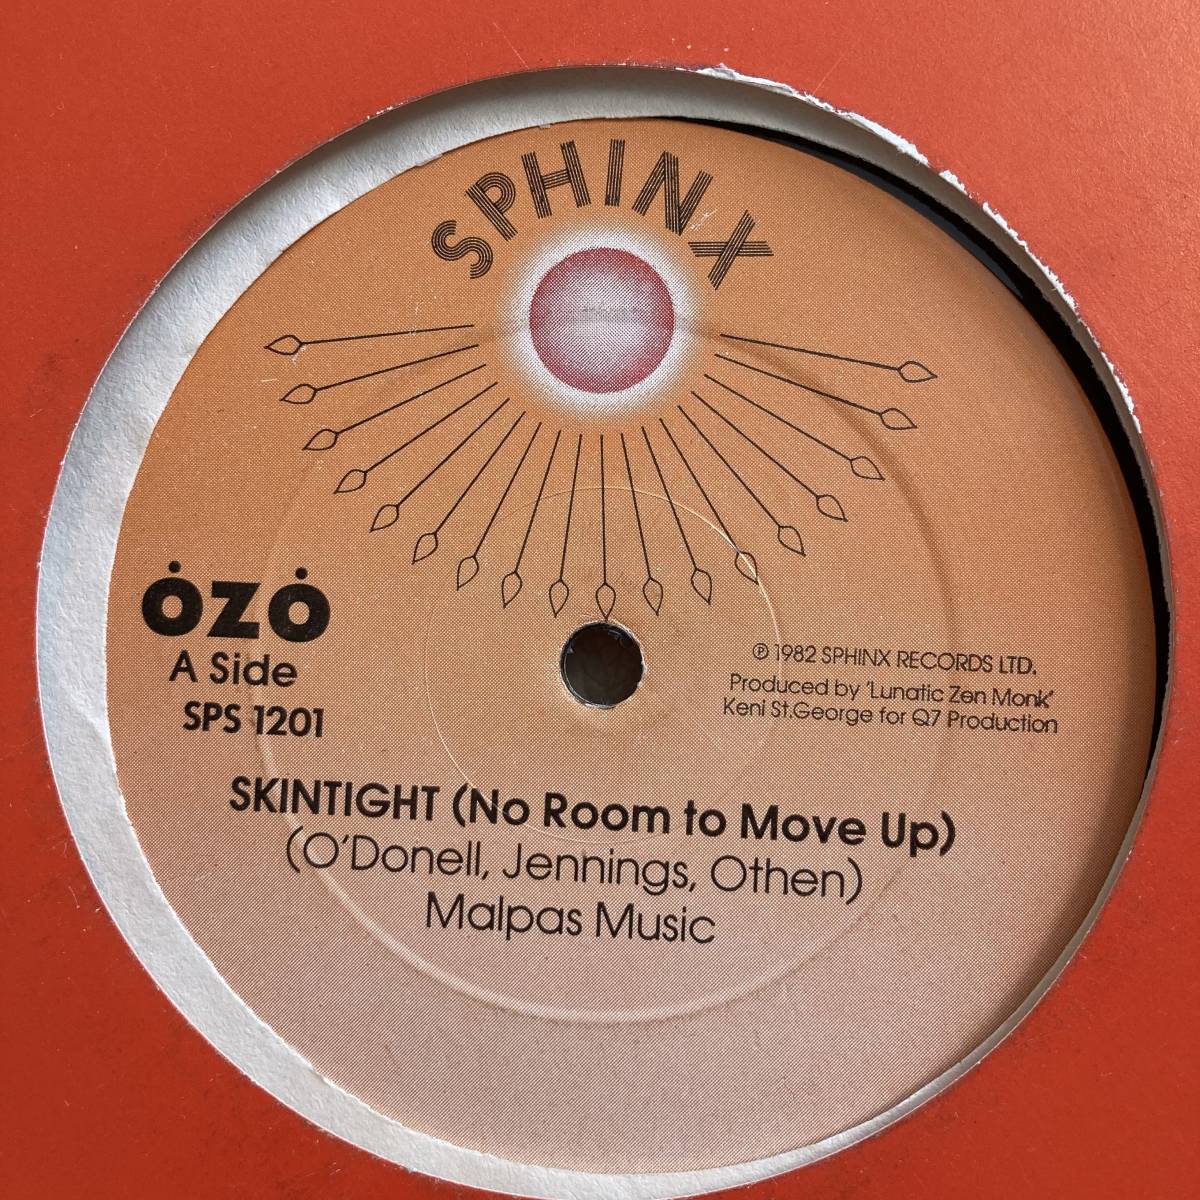 SPHINX
ȯzȯ
A Side
SPS 1201
℗ 1982 SPHINX RECORDS LTD.
Produced by 'Lunatic Zen Monk'
Keni St.George for Q7 Production
SKINTIGHT (No Room to Move Up)
(O'Donell, Jennings, Othen)
Malpas Music